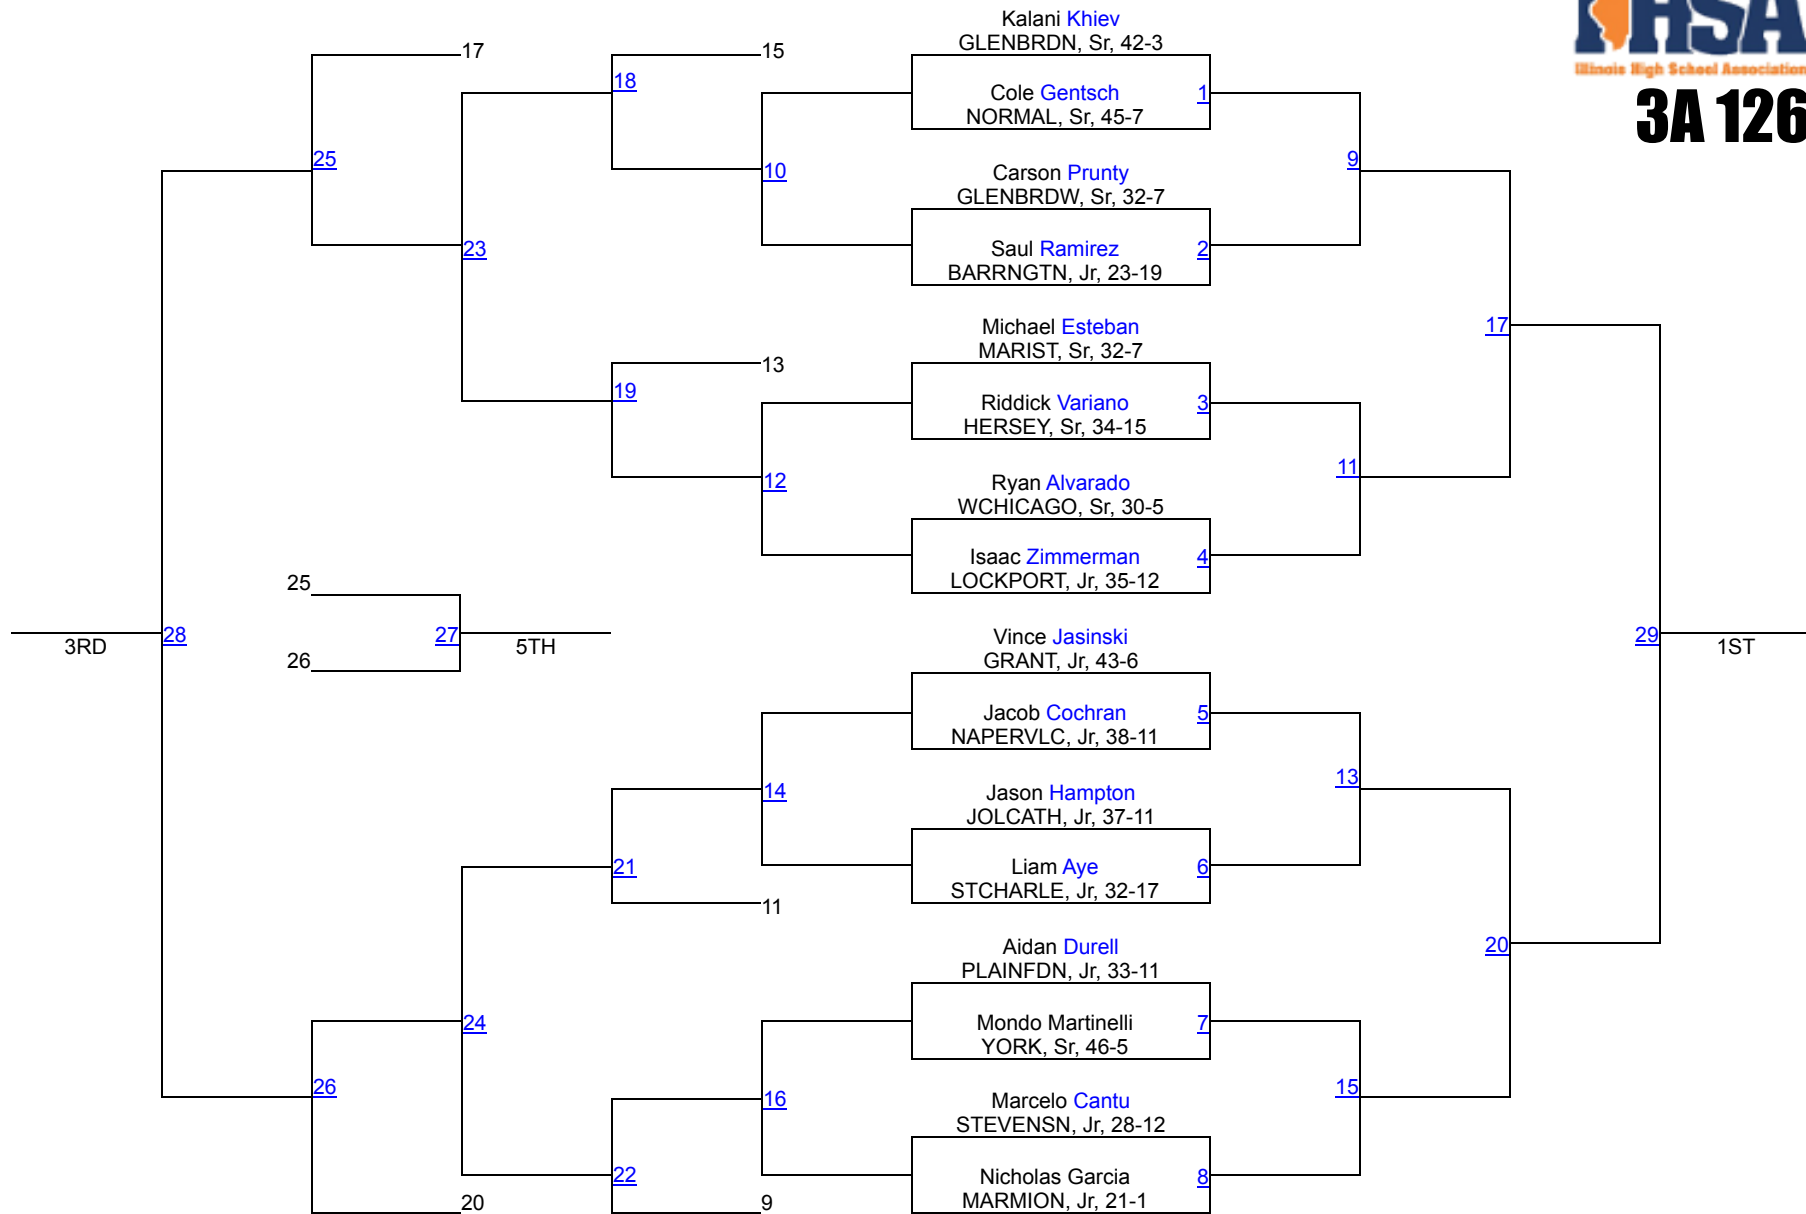 HSA
Illinois High School Association
3A 126
Kalani Khiev
GLENBRDN, Sr, 42-3
Cole Gentsch
NORMAL, Sr, 45-7
1
Carson Prunty
GLENBRDW, Sr, 32-7
Saul Ramirez
BARRNGTN, Jr, 23-19
2
Michael Esteban
MARIST, Sr, 32-7
Riddick Variano
HERSEY, Sr, 34-15
3
Ryan Alvarado
WCHICAGO, Sr, 30-5
Isaac Zimmerman
LOCKPORT, Jr, 35-12
4
Vince Jasinski
GRANT, Jr, 43-6
Jacob Cochran
NAPERVLC, Jr, 38-11
5
Jason Hampton
JOLCATH, Jr, 37-11
Liam Aye
STCHARLE, Jr, 32-17
6
Aidan Durell
PLAINFDN, Jr, 33-11
Mondo Martinelli
YORK, Sr, 46-5
7
Marcelo Cantu
STEVENSN, Jr, 28-12
Nicholas Garcia
MARMION, Jr, 21-1
8
9
11
13
15
17
20
29
1ST
15
10
13
12
14
11
16
9
18
19
21
22
17
23
24
20
25
26
25
26
27
5TH
28
3RD